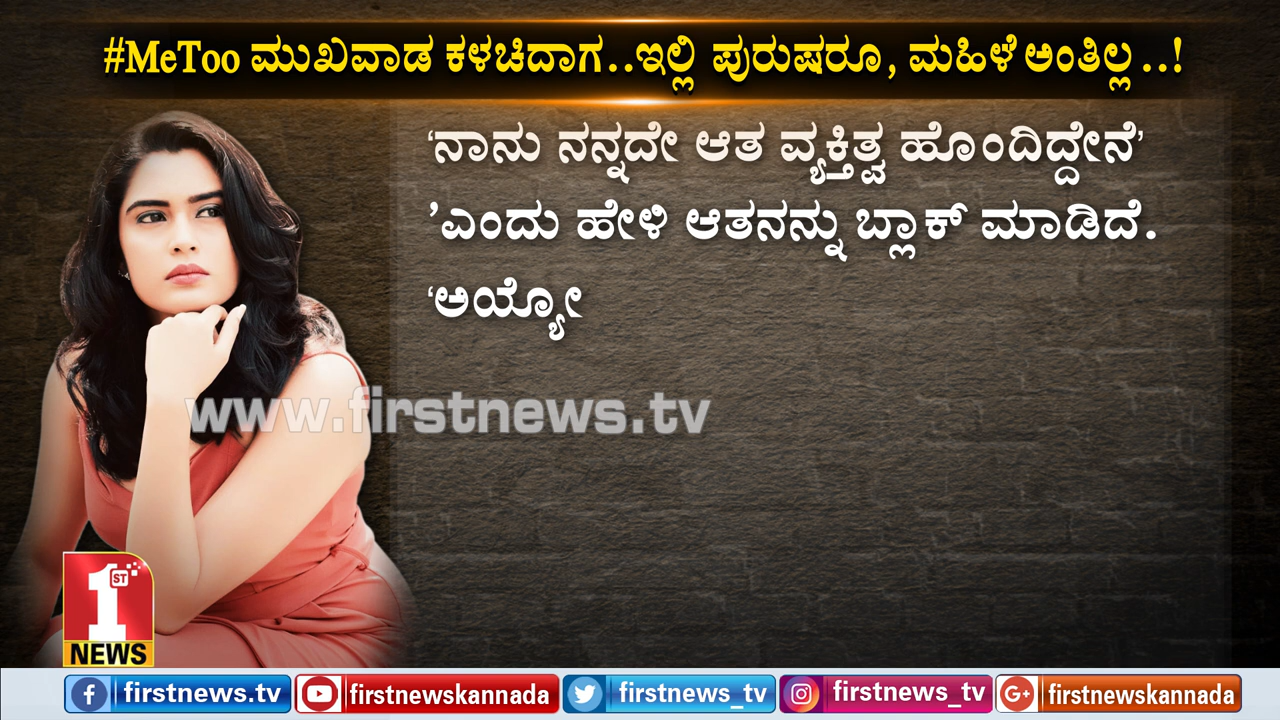 #MeToo ಮುಖವಾಡ ಕಳಚಿದಾಗ..ಇಲ್ಲಿ ಪುರುಷರೂ, ಮಹಿಳೆ ಅಂತಿಲ್ಲ..!
‘ನಾನು ನನ್ನದೇ ಆತ ವ್ಯಕ್ತಿತ್ವ ಹೊಂದಿದ್ದೇನೆ’
’ಎಂದು ಹೇಳಿ ಆತನನ್ನು ಬ್ಲಾಕ್ ಮಾಡಿದೆ.
‘ಅಯ್ಯೋ
www.firstnews.tv
1ST
NEWS
firstnews.tv firstnewskannada firstnews_tv firstnews_tv firstnewskannada